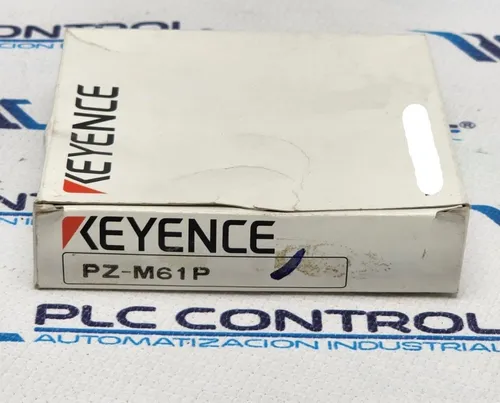 KEYENCE
KEYENCE
PZ-M61P
PLC CONTROL
AUTOMATIZACION INDUSTRIAL